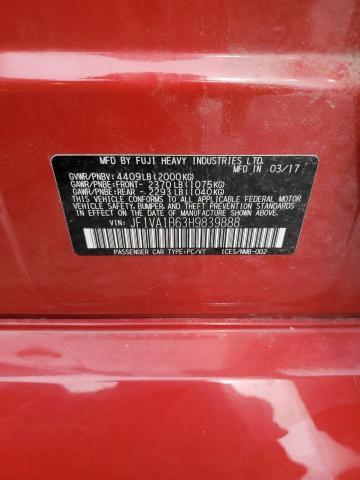 MFD BY FUJI HEAVY INDUSTRIES LTD.
M'D IN 03/17
GVWR/PNBV: 4409LB(2000KG)
GAWR/PNBE:FRONT- 2370LB(1075KG)
GAWR/PNBE:REAR - 2293LB(1040KG)
THIS VEHICLE CONFORMS TO ALL APPLICABLE
FEDERAL MOTOR VEHICLE
SAFETY, BUMPER, AND THEFT PREVENTION
STANDARDS IN EFFECT ON THE DATE OF
MANUFACTURE SHOWN ABOVE.
VIN: JF1VA1B63H9839888
PASSENGER CAR TYPE:PC/VT ICES/NMB-002